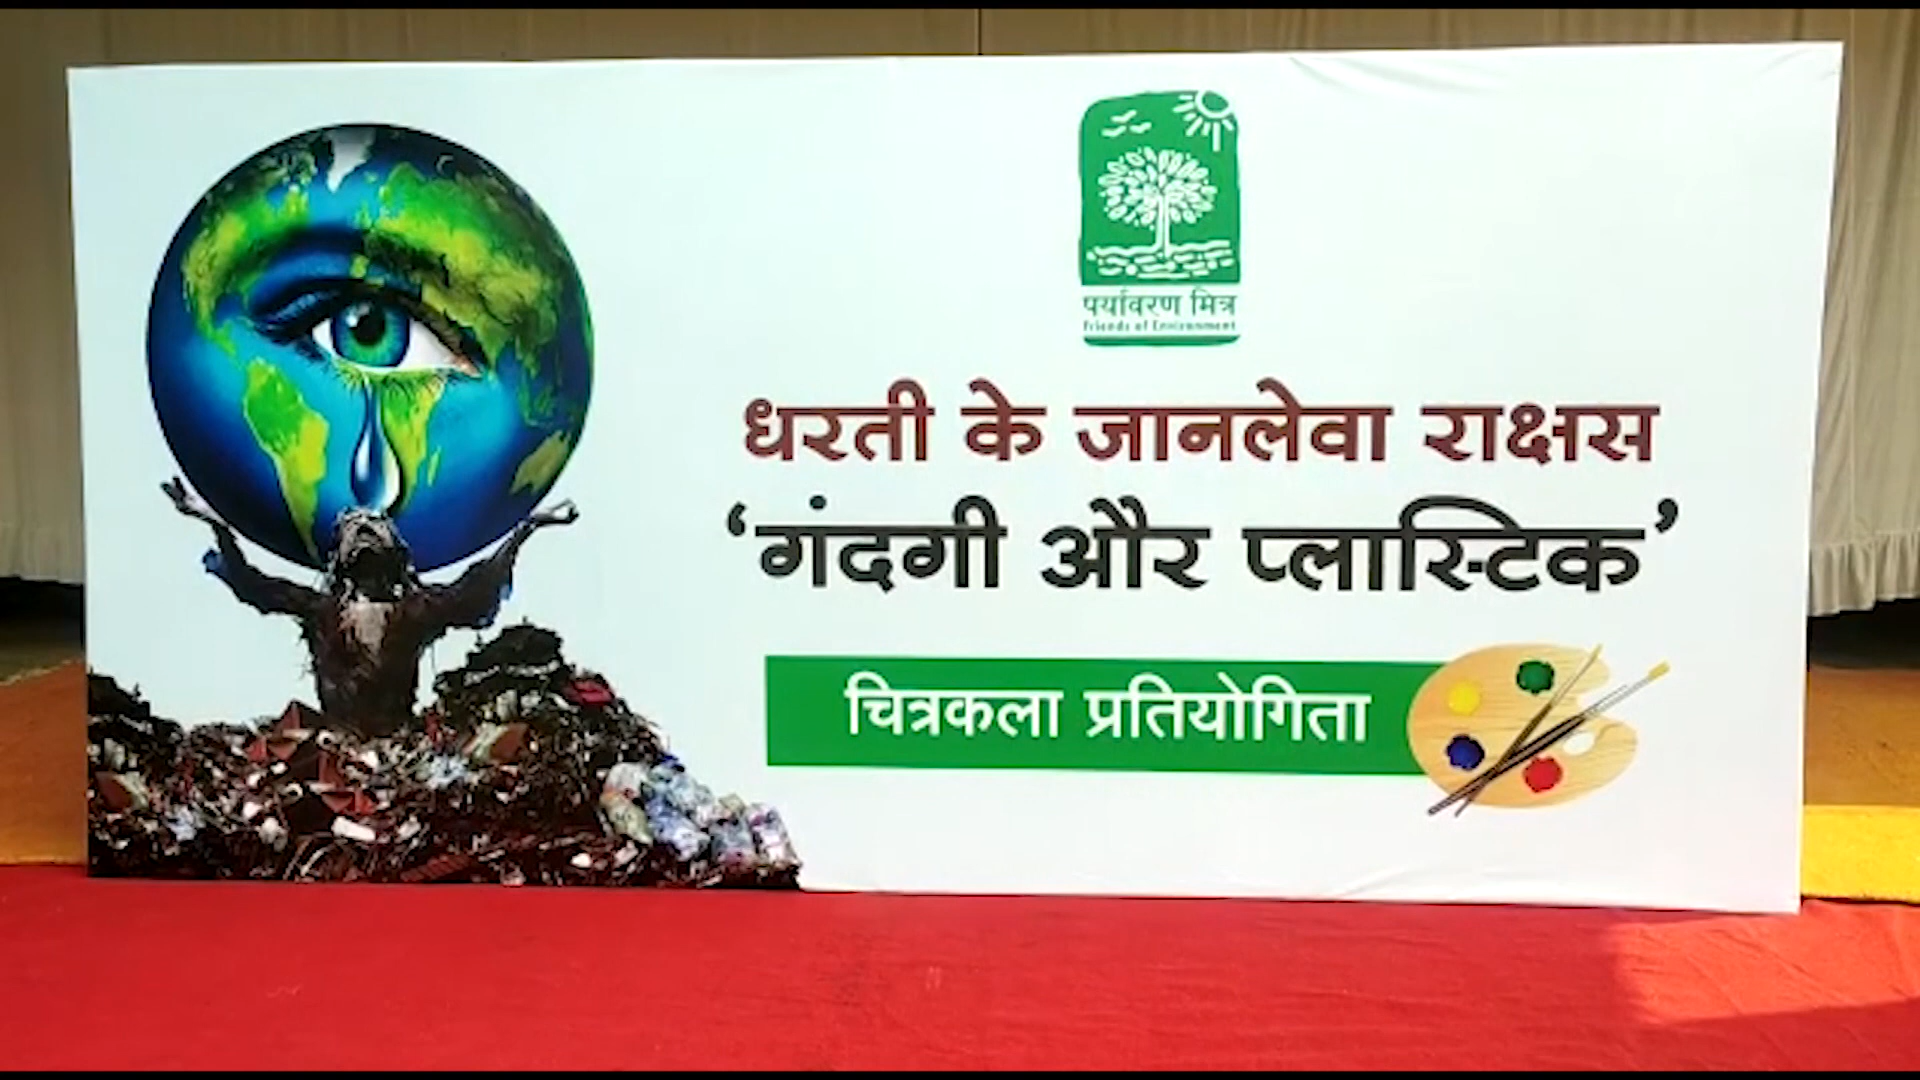 पर्यावरण मित्र
Friends of Environment
धरती के जानलेवा राक्षस
‘गंदगी और प्लास्टिक’
चित्रकला प्रतियोगिता